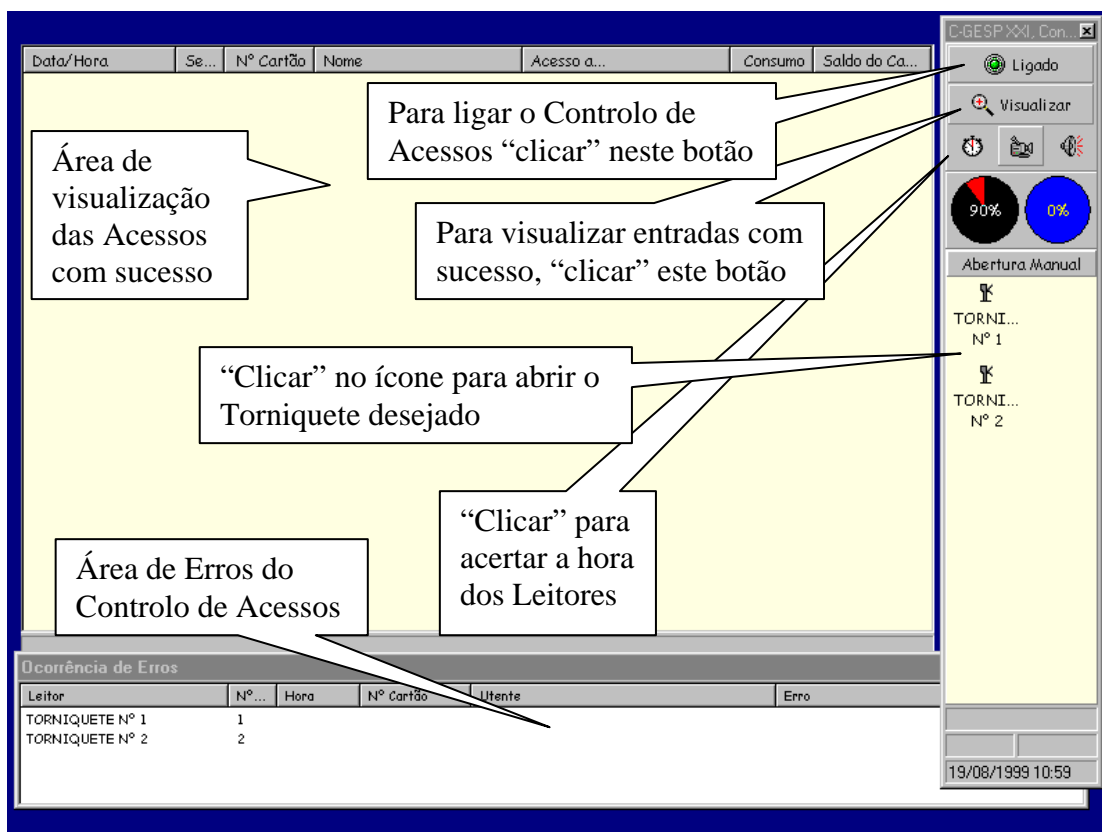 C-GESP XXI, Con...
Data/Hora Se... Nº Cartão Nome Acesso a... Consumo Saldo do Ca...
Ligado
Visualizar
Para ligar o Controlo de
Acessos “clicar” neste botão
Área de
visualização
das Acessos
com sucesso
90% 0%
Para visualizar entradas com
sucesso, “clicar” este botão
Abertura Manual
TORNI...
Nº 1
“Clicar” no ícone para abrir o
Torniquete desejado
TORNI...
Nº 2
“Clicar” para
acertar a hora
dos Leitores
Área de Erros do
Controlo de Acessos
Ocorrência de Erros
Leitor Nº... Hora Nº Cartão Utente Erro
TORNIQUETE Nº 1 1
TORNIQUETE Nº 2 2
19/08/1999 10:59